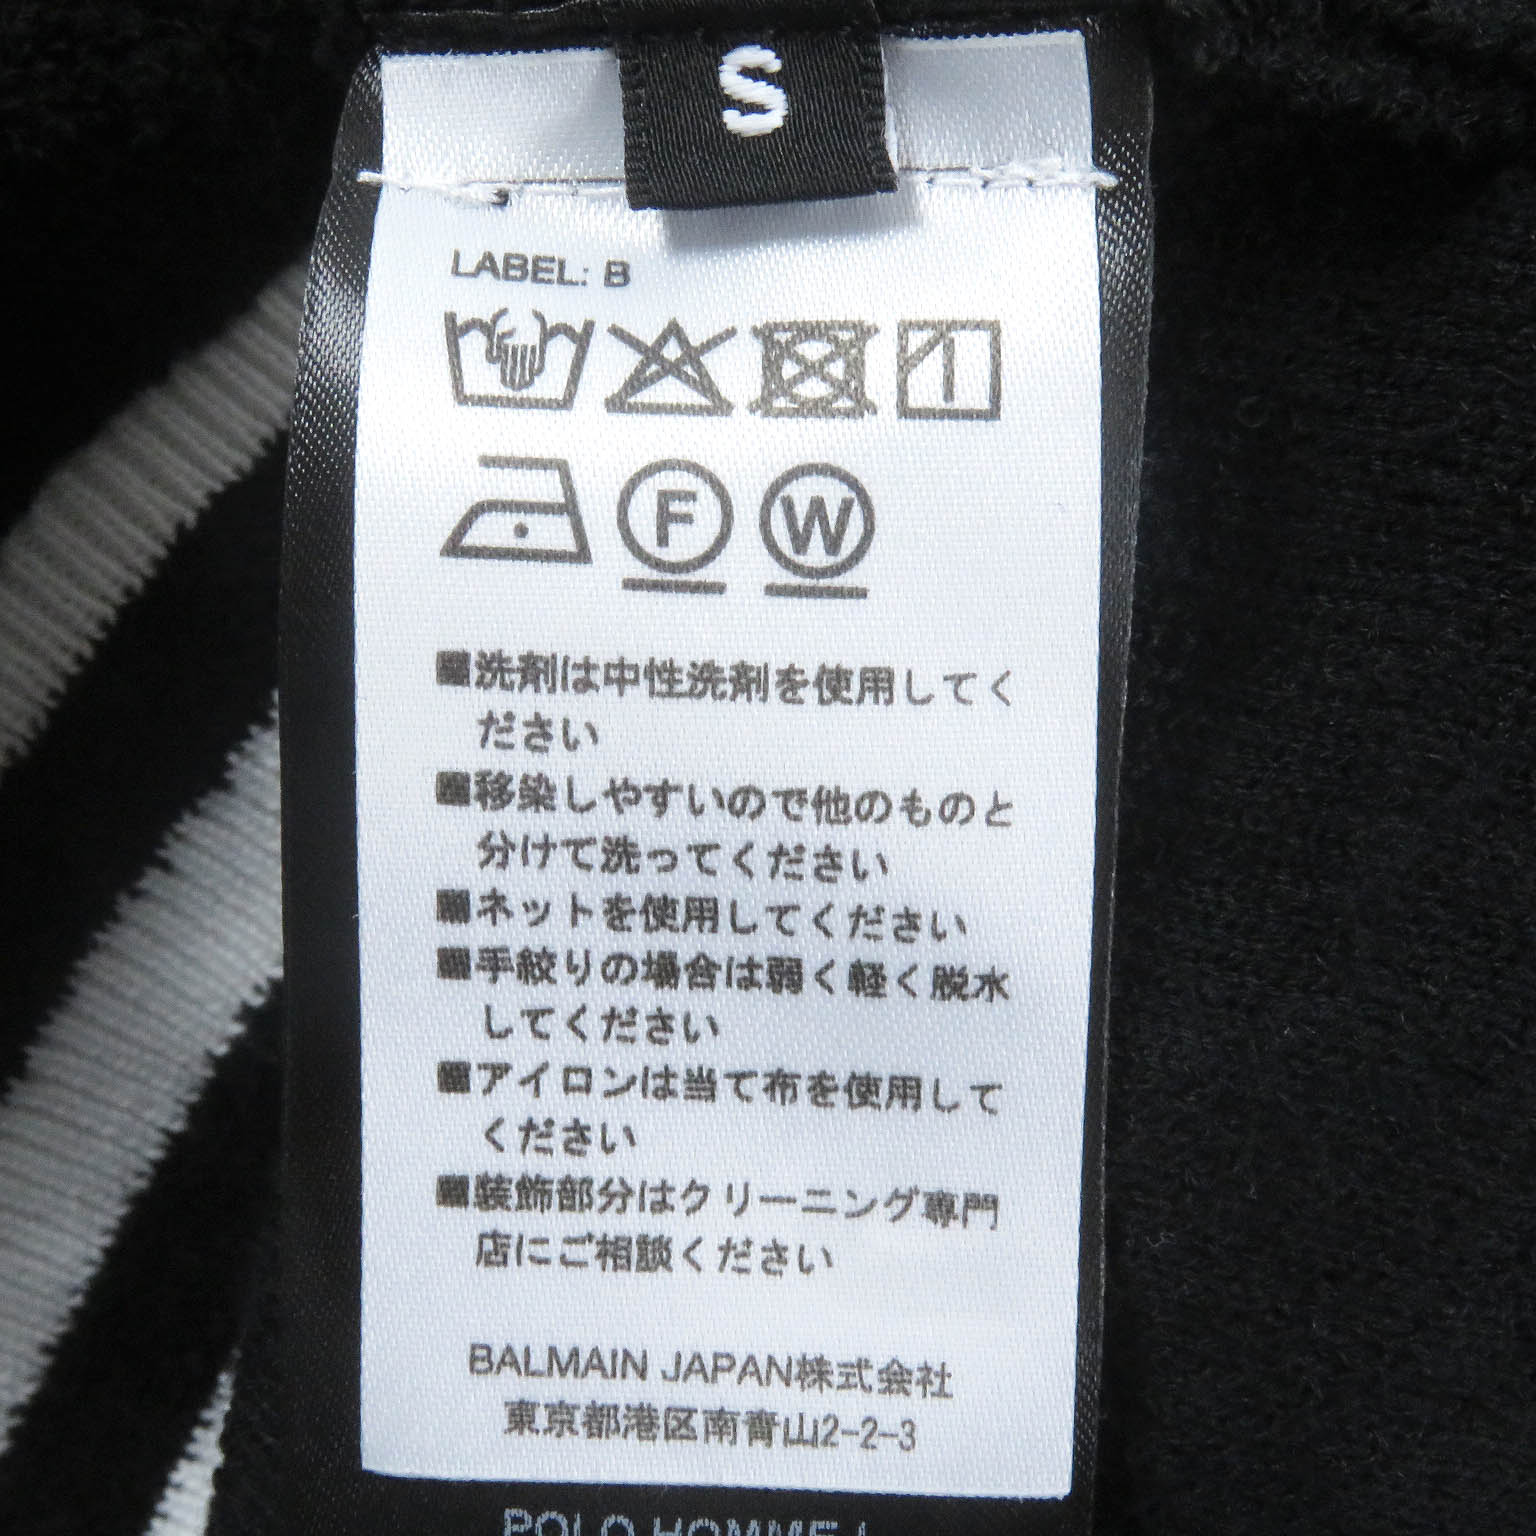 S
LABEL: B
F W
■洗剤は中性洗剤を使用してく
ださい
■移染しやすいので他のものと
分けて洗ってください
■ネットを使用してください
■手絞りの場合は弱く軽く脱水
してください
■アイロンは当て布を使用して
ください
■装飾部分はクリーニング専門
店にご相談ください
BALMAIN JAPAN株式会社
東京都港区南青山2-2-3
POLO HOMME